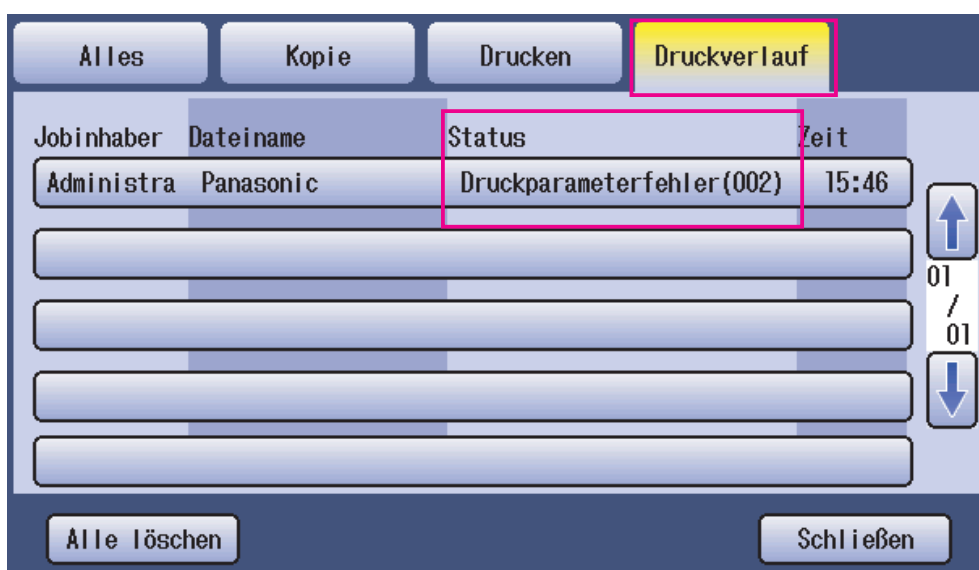 Alles Kopie Drucken Druckverlauf
Jobinhaber Dateiname Status Zeit
Administra Panasonic Druckparameterfehler(002) 15:46
01
/
01
Alle löschen Schließen